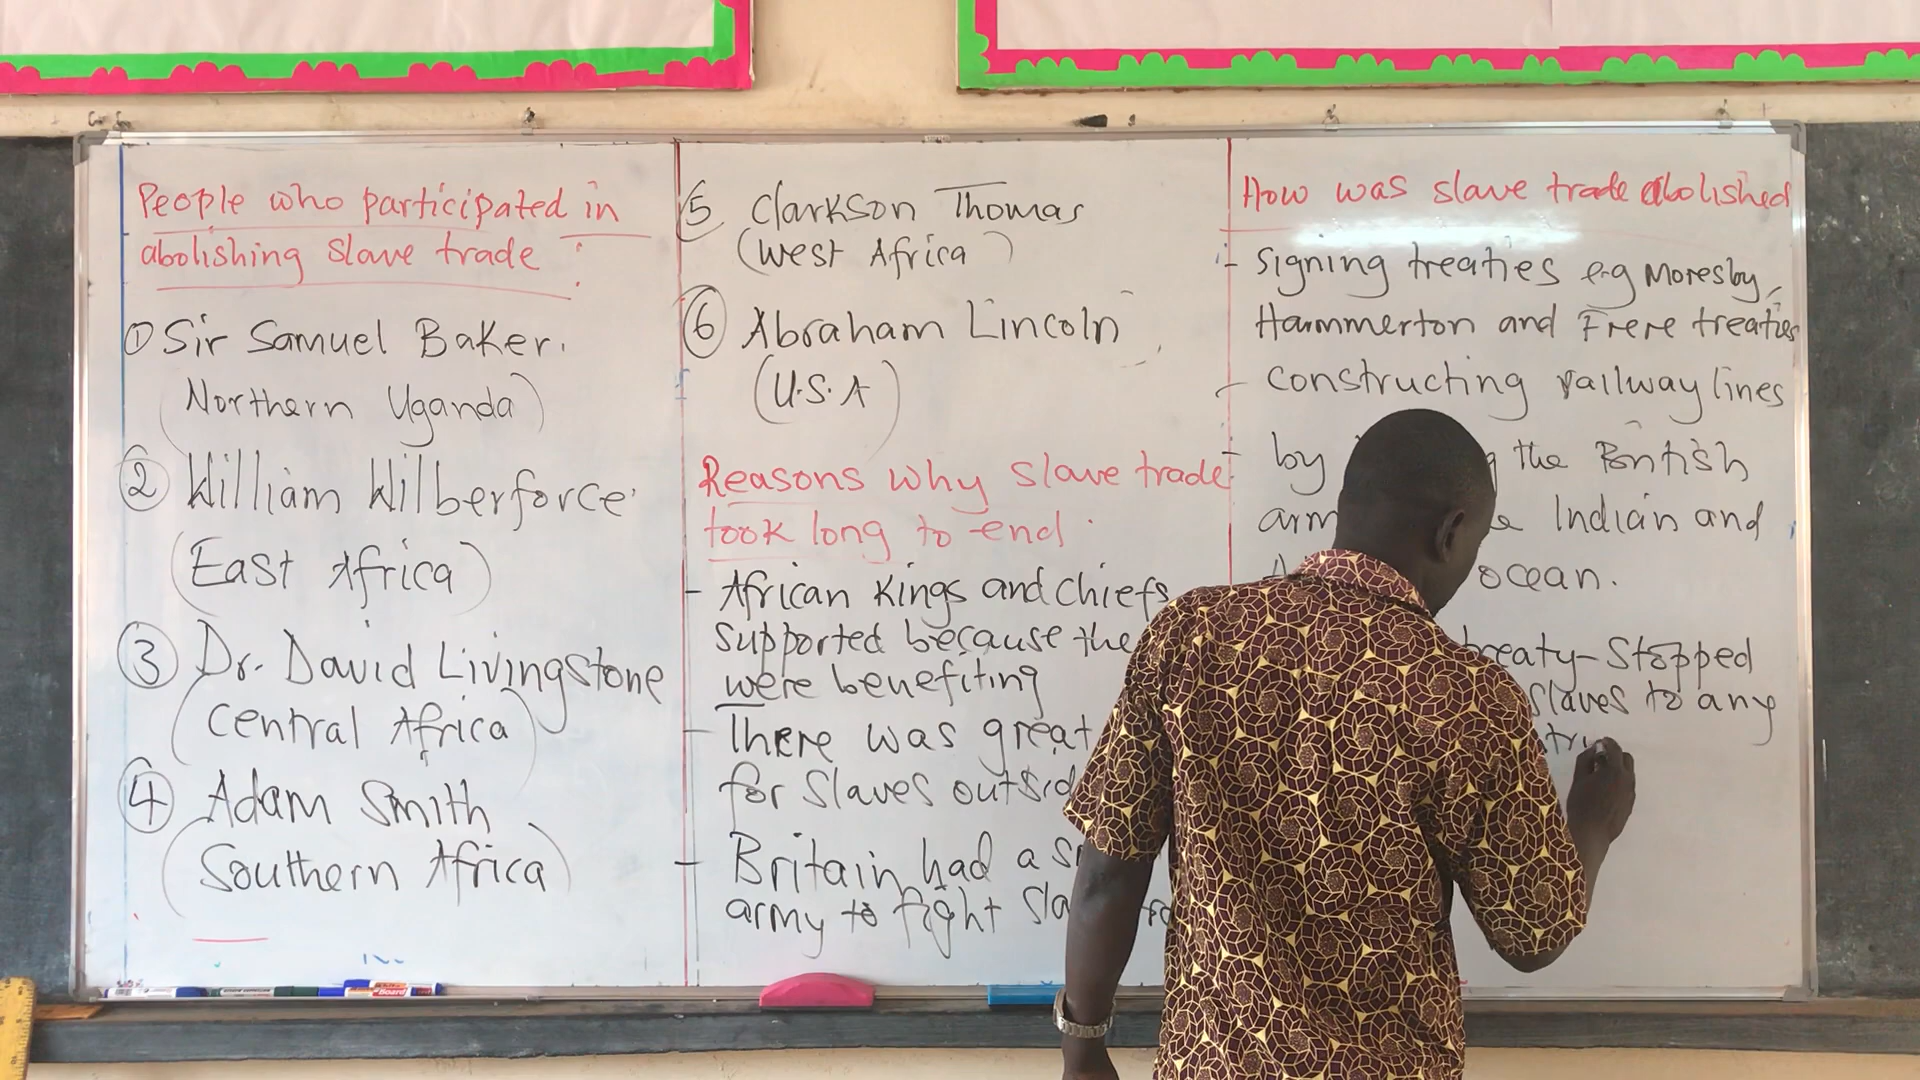 People who participated in
abolishing slave trade :
① Sir Samuel Baker.
(Northern Uganda)
② William Wilberforce.
(East Africa)
③ Dr. David Livingstone
(Central Africa)
④ Adam Smith
(Southern Africa)
⑤ Clarkson Thomas
(West Africa)
⑥ Abraham Lincoln
(U.S.A)
Reasons why slave trade
took long to end.
- African Kings and chiefs
supported because the
were benefiting
- There was great
for slaves outsid
- Britain had a
army to fight
How was slave trade abolished
- Signing treaties e.g Moresby,
Hammerton and Frere treaties
- Constructing railway lines
- by the British
Indian and
ocean.
treaty-Stopped
slaves to any